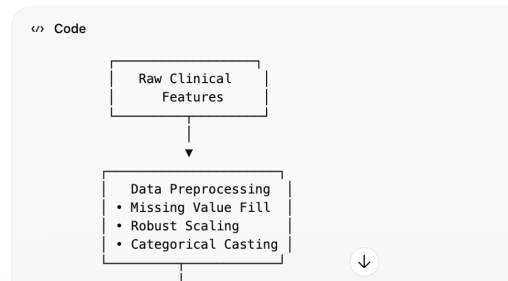 Code
Raw Clinical
Features
Data Preprocessing
• Missing Value Fill
• Robust Scaling
• Categorical Casting